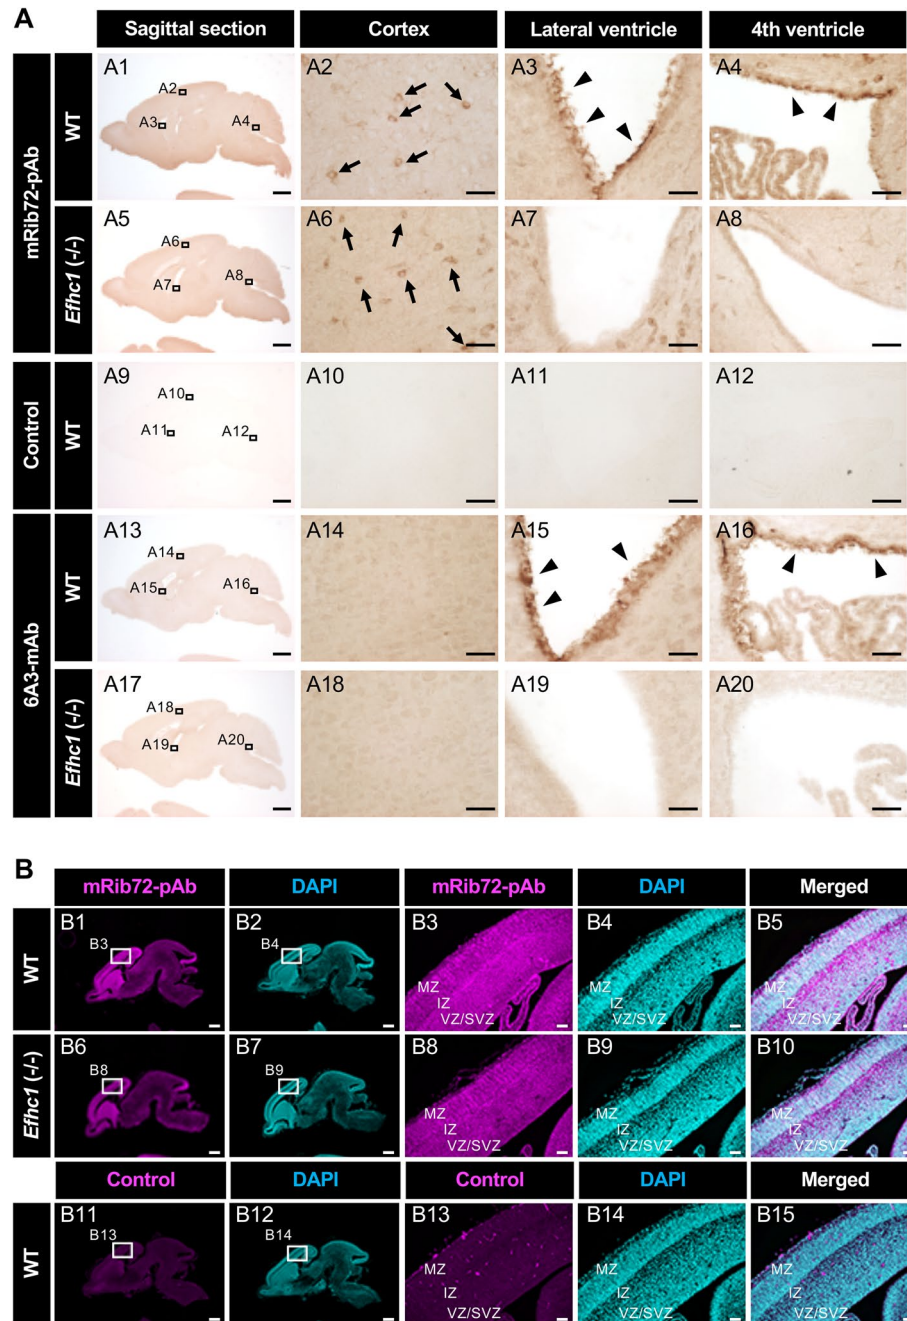 A
Sagittal section Cortex Lateral ventricle 4th ventricle
mRib72-pAb
WT
A1 A2 A3 A4
A2
A3 A4
Efhc1 (-/-)
A5 A6 A7 A8
A6
A7 A8
Control
WT
A9 A10 A11 A12
A10
A11 A12
6A3-mAb
WT
A13 A14 A15 A16
A14
A15 A16
Efhc1 (-/-)
A17 A18 A19 A20
A18
A19 A20
B
mRib72-pAb DAPI mRib72-pAb DAPI Merged
WT
B1 B2 B3 B4 B5
B3 B4
MZ MZ MZ
IZ IZ IZ
VZ/SVZ VZ/SVZ VZ/SVZ
Efhc1 (-/-)
B6 B7 B8 B9 B10
B8 B9
MZ MZ MZ
IZ IZ IZ
VZ/SVZ VZ/SVZ VZ/SVZ
Control DAPI Control DAPI Merged
WT
B11 B12 B13 B14 B15
B13 B14
MZ MZ MZ
IZ IZ IZ
VZ/SVZ VZ/SVZ VZ/SVZ